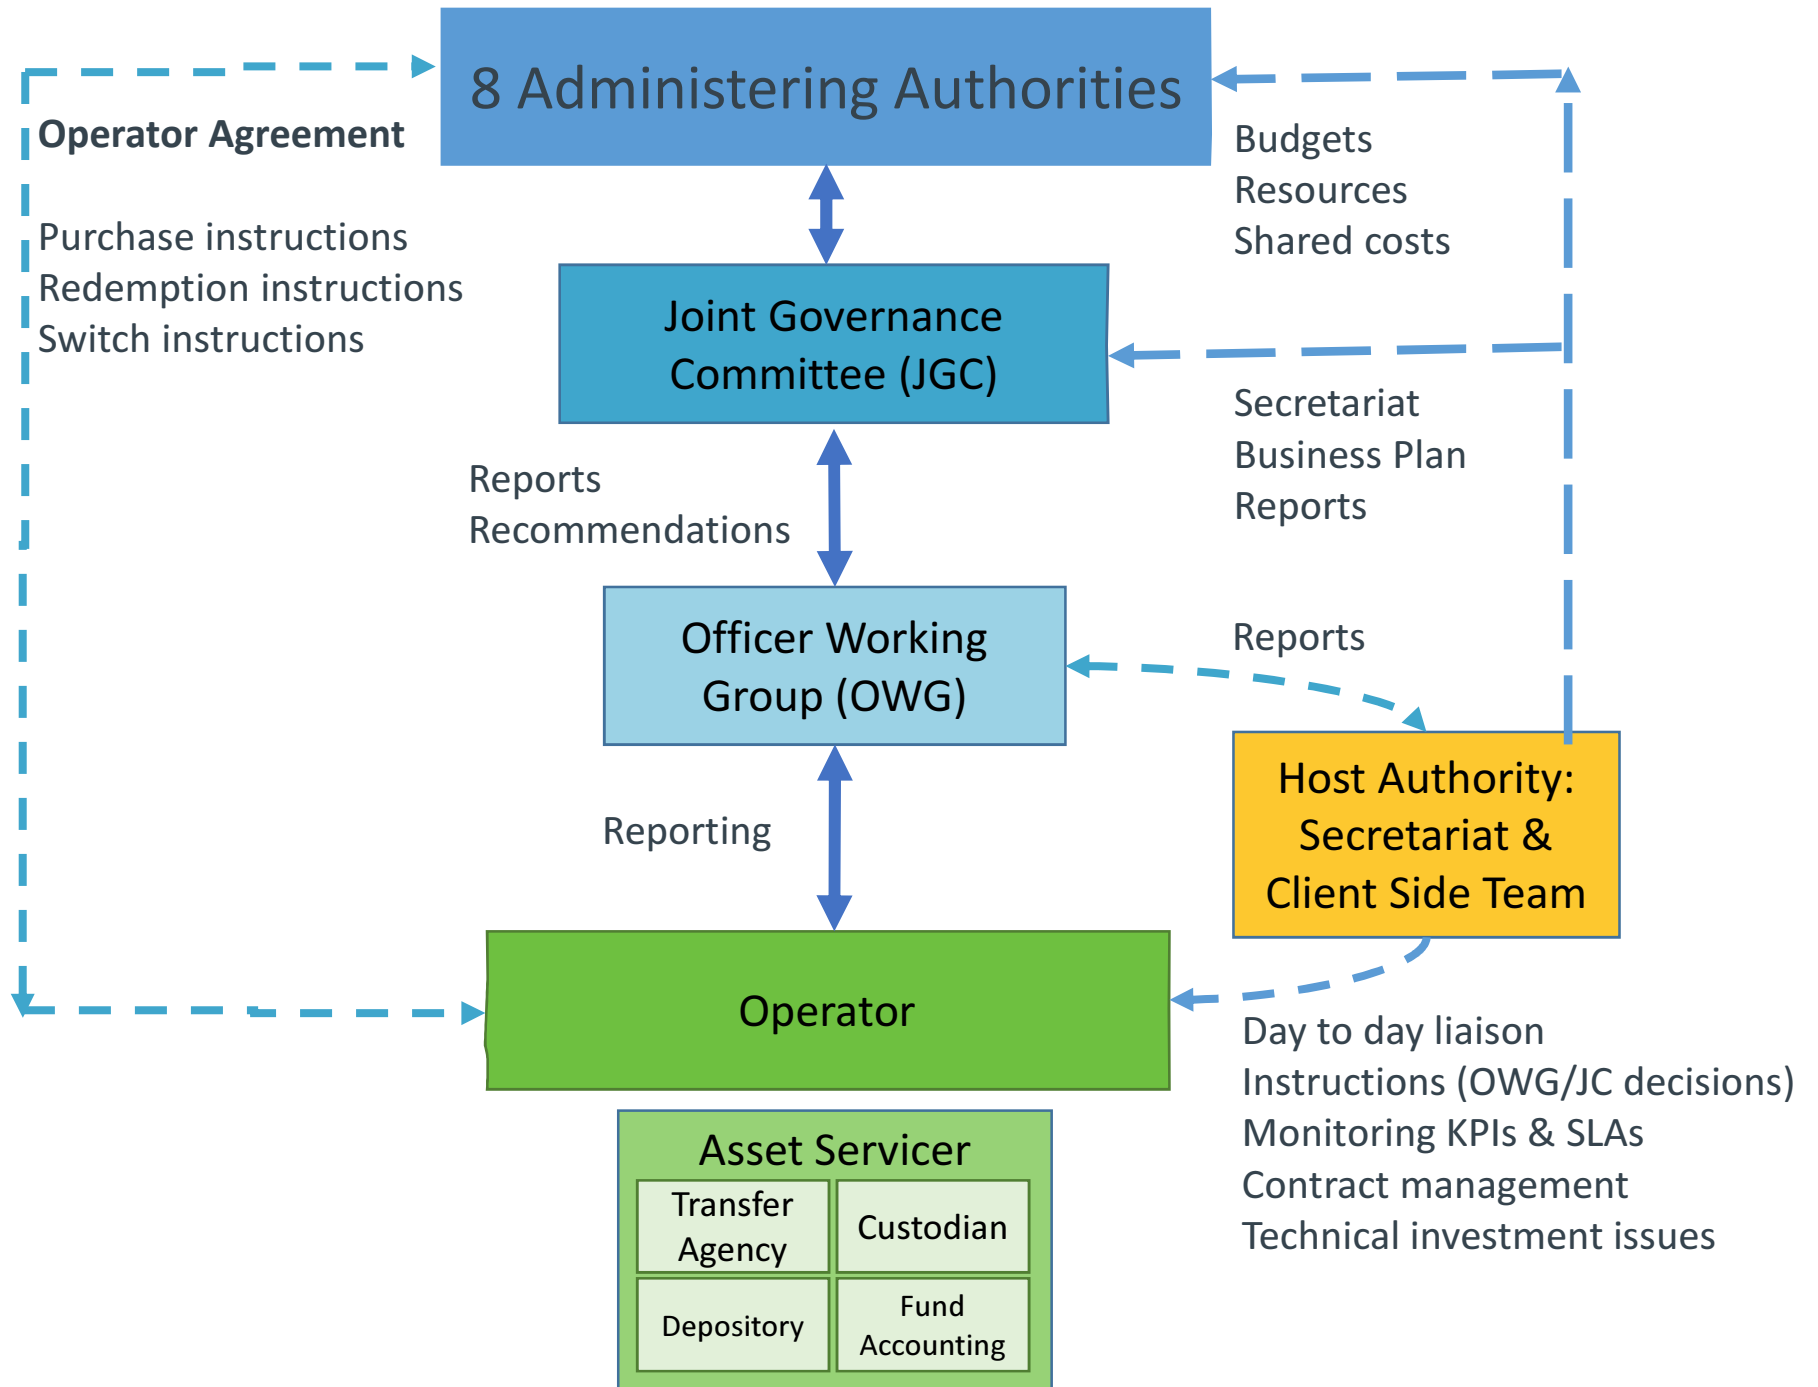 8 Administering Authorities
Operator Agreement
Purchase instructions
Redemption instructions
Switch instructions
Budgets
Resources
Shared costs
Joint Governance
Committee (JGC)
Secretariat
Business Plan
Reports
Reports
Recommendations
Officer Working
Group (OWG)
Reports
Host Authority:
Secretariat &
Client Side Team
Reporting
Operator
Day to day liaison
Instructions (OWG/JC decisions)
Monitoring KPIs & SLAs
Contract management
Technical investment issues
Asset Servicer
Transfer
Agency
Custodian
Depository
Fund
Accounting